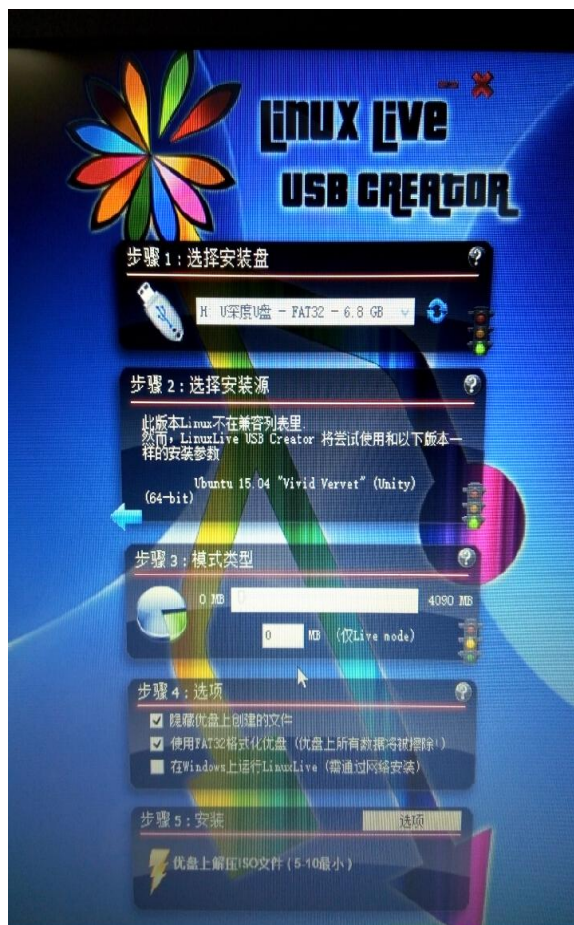 Linux Live
USB CREATOR
步骤 1：选择安装盘
?
H: U深度U盘 - FAT32 - 6.8 GB
步骤 2：选择安装源
?
此版本Linux不在兼容列表里.
然而，LinuxLive USB Creator 将尝试使用和以下版本一
样的安装参数
Ubuntu 15.04 "Vivid Vervet" (Unity)
(64-bit)
步骤 3：模式类型
?
0 MB
4090 MB
0 MB (仅Live mode)
步骤 4：选项
?
隐藏优盘上创建的文件
使用FAT32格式化优盘 (优盘上所有数据将被擦除!)
在Windows上运行LinuxLive (需通过网络安装)
步骤 5：安装
选项
优盘上解压ISO文件 ( 5-10最小 )